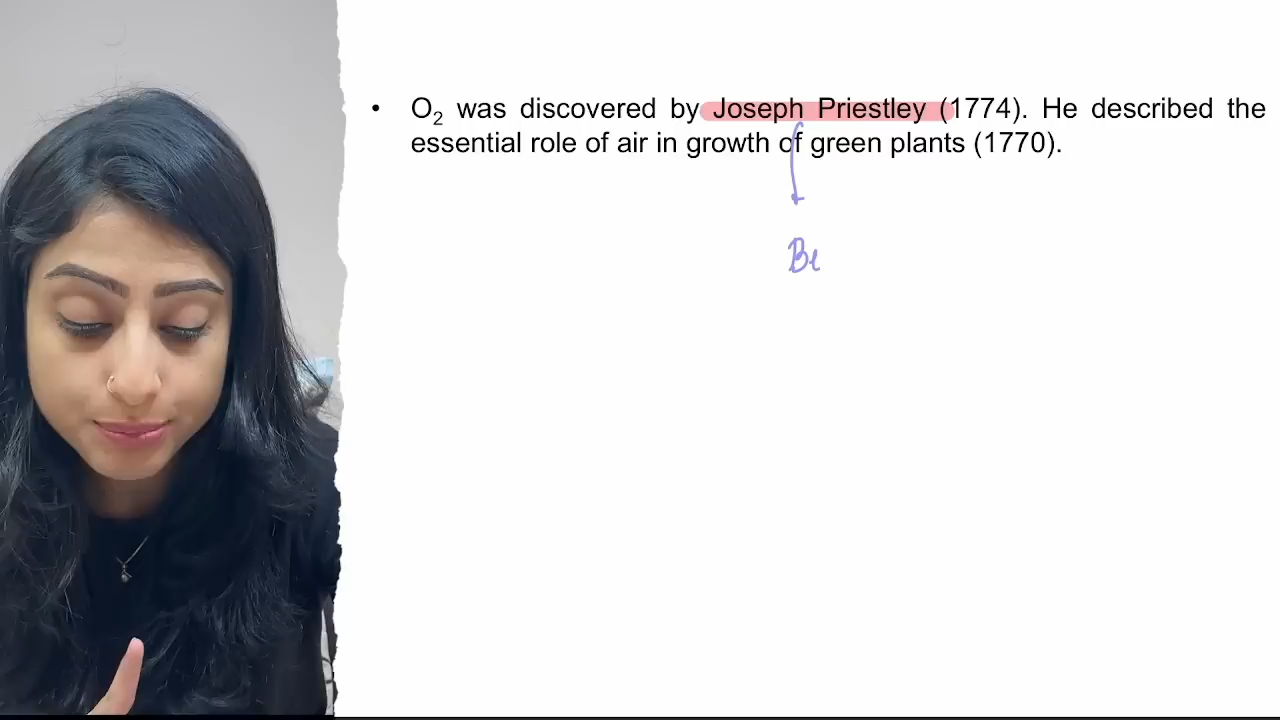 • O₂ was discovered by Joseph Priestley (1774). He described the
essential role of air in growth of green plants (1770).
Be